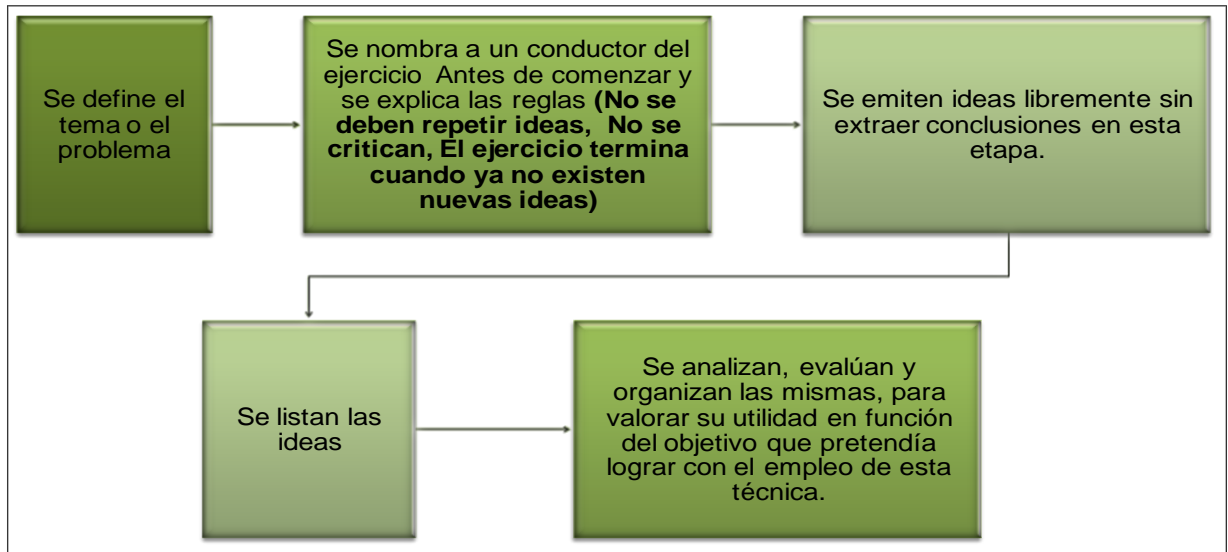 Se define el
tema o el
problema
Se nombra a un conductor del
ejercicio Antes de comenzar y
se explica las reglas (No se
deben repetir ideas, No se
critican, El ejercicio termina
cuando ya no existen
nuevas ideas)
Se emiten ideas libremente sin
extraer conclusiones en esta
etapa.
Se listan las
ideas
Se analizan, evalúan y
organizan las mismas, para
valorar su utilidad en función
del objetivo que pretendía
lograr con el empleo de esta
técnica.